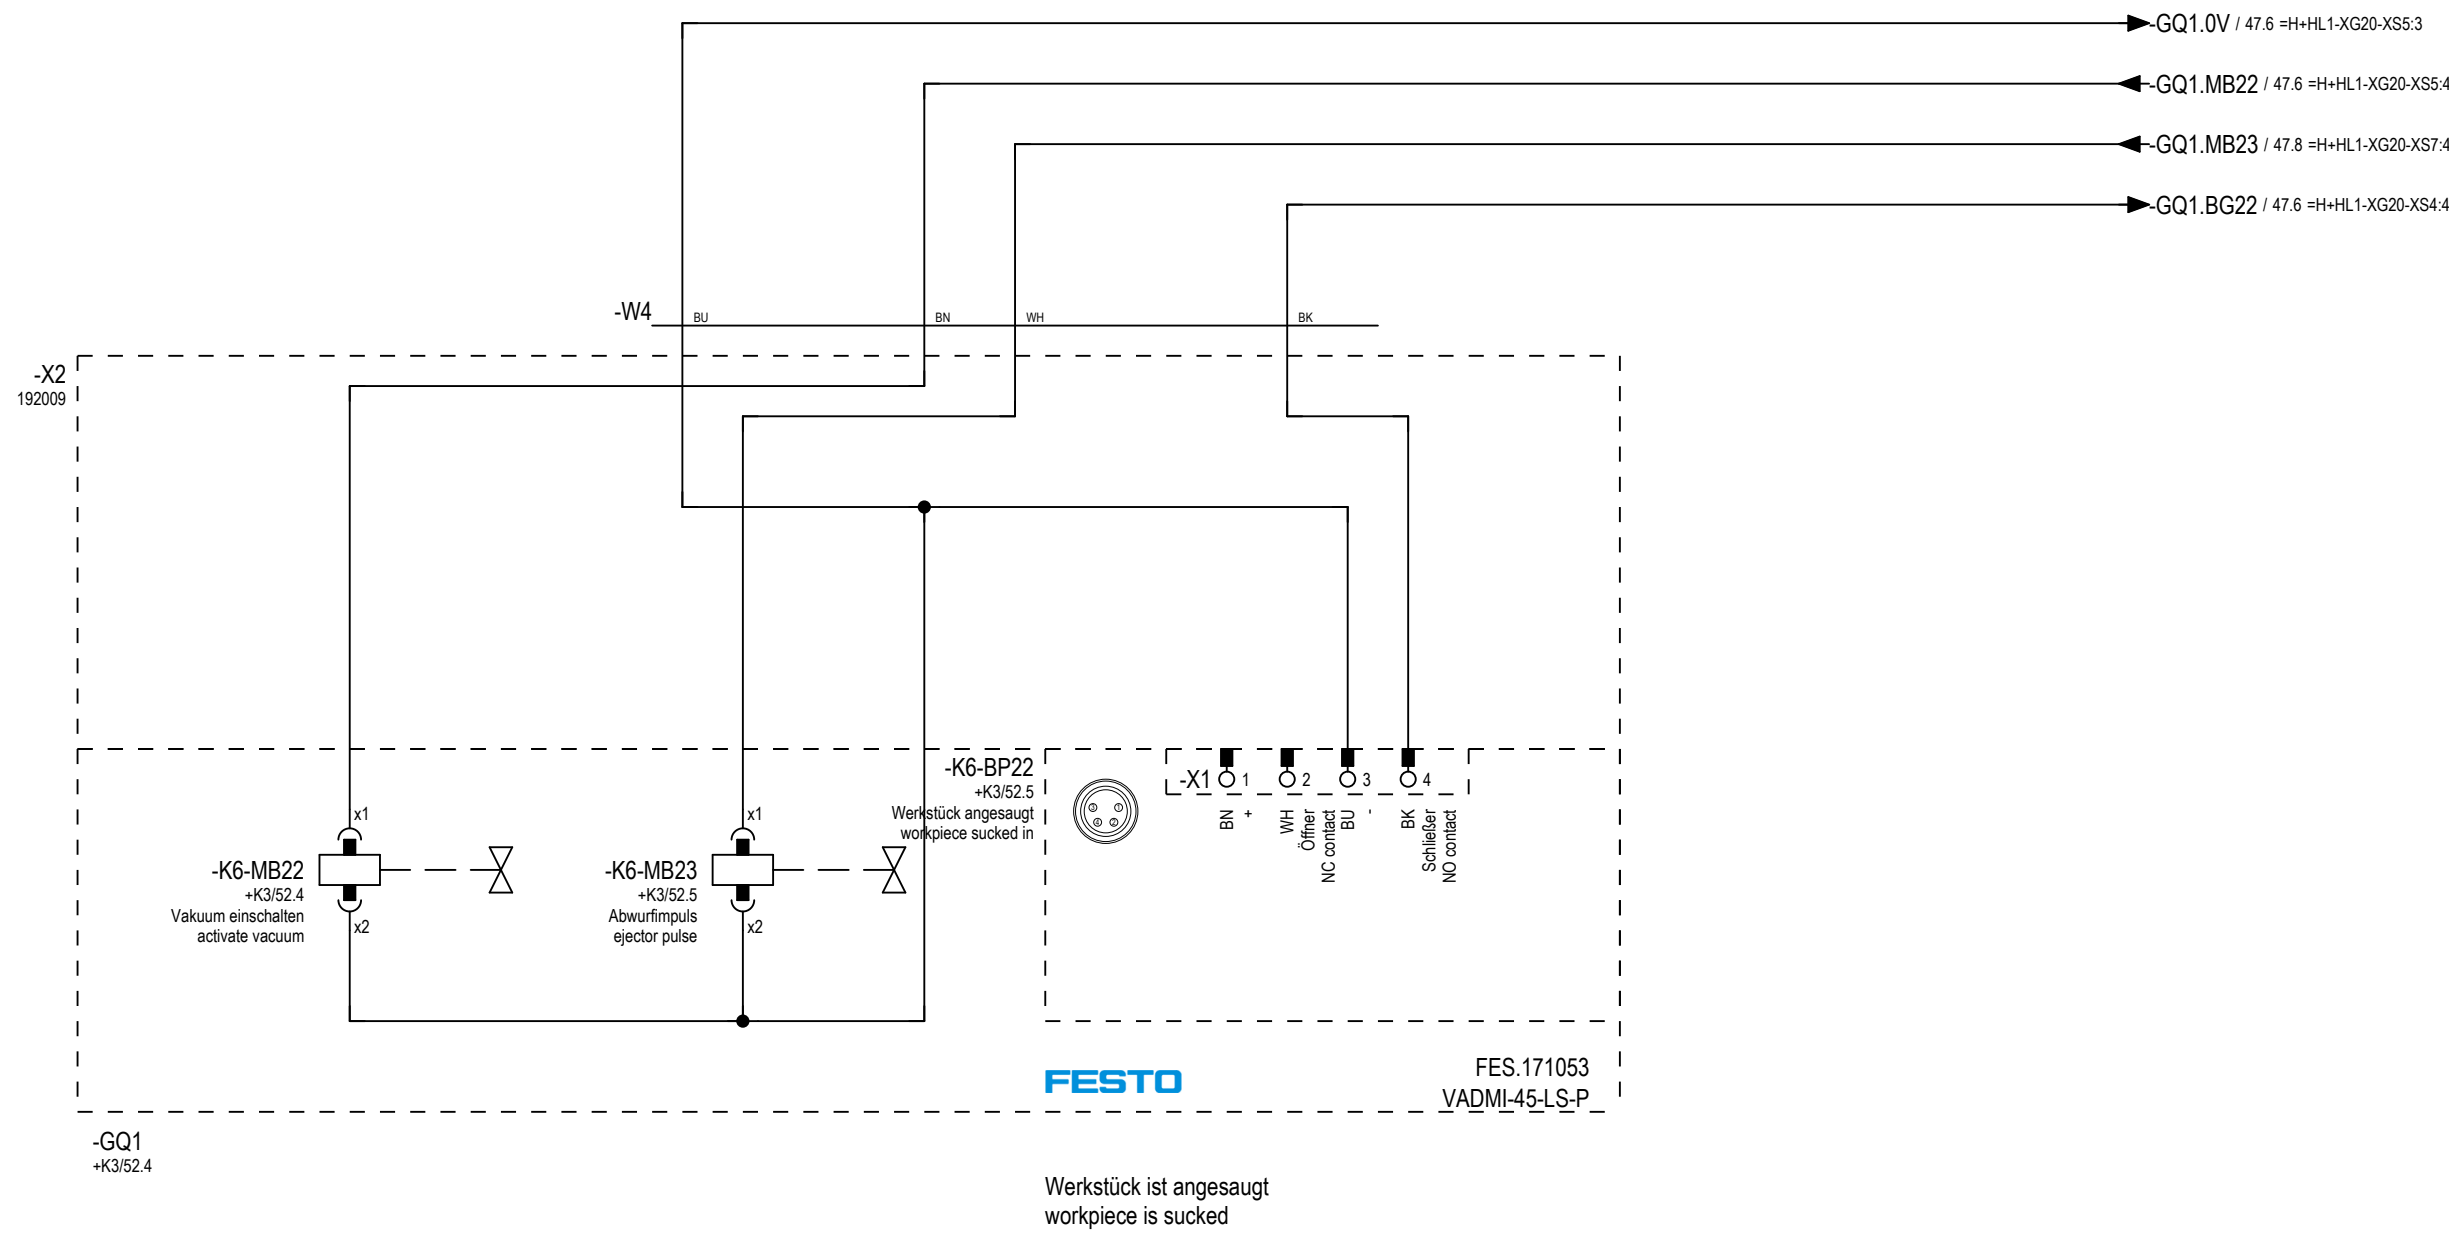 -GQ1.0V / 47.6 =H+HL1-XG20-XS5:3
-GQ1.MB22 / 47.6 =H+HL1-XG20-XS5:4
-GQ1.MB23 / 47.8 =H+HL1-XG20-XS7:4
-GQ1.BG22 / 47.6 =H+HL1-XG20-XS4:4
-W4
BU
BN
WH
BK
-X2
192009
-K6-BP22
+K3/52.5
Werkstück angesaugt
workpiece sucked in
3
1
4
2
-X1
1
2
3
4
BN
+
WH
Öffner
NC contact
BU
-
BK
Schließer
NO contact
x1
-K6-MB22
+K3/52.4
Vakuum einschalten
activate vacuum
x2
x1
-K6-MB23
+K3/52.5
Abwurfimpuls
ejector pulse
x2
FESTO
FES.171053
VADMI-45-LS-P
-GQ1
+K3/52.4
Werkstück ist angesaugt
workpiece is sucked